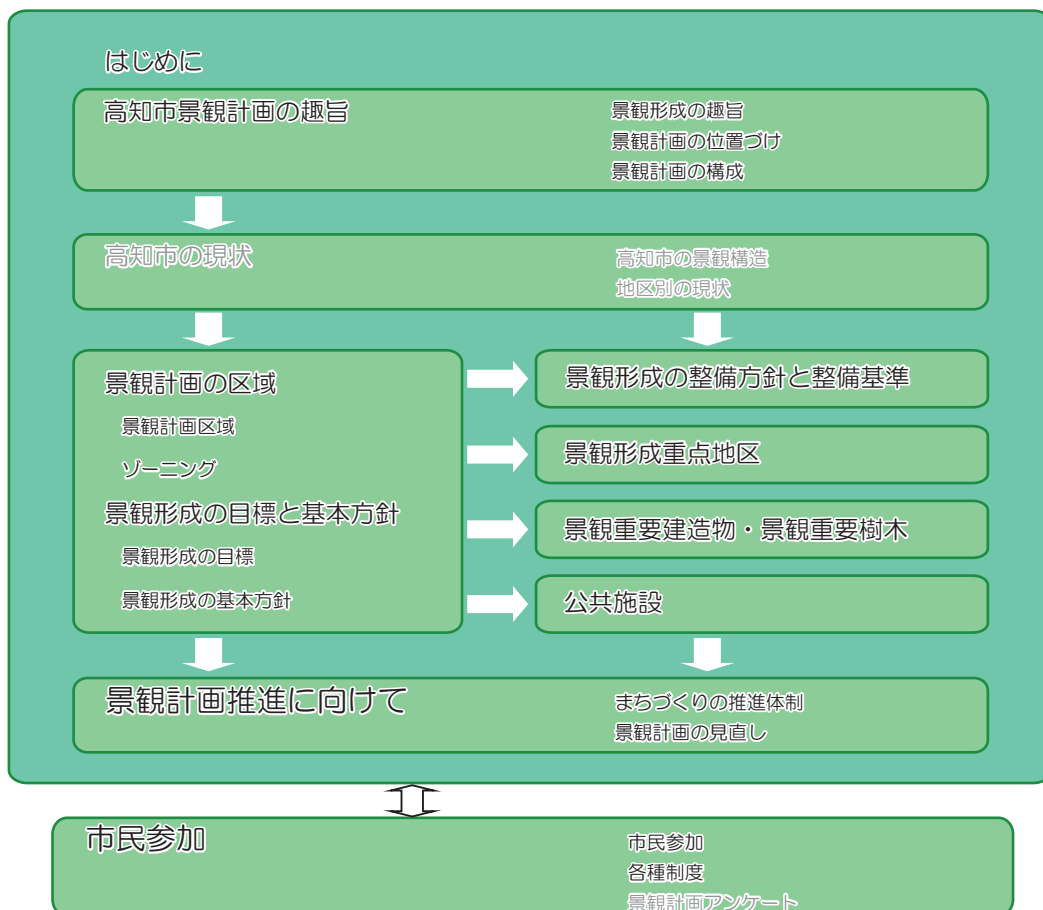 はじめに
高知市景観計画の趣旨
景観形成の趣旨
景観計画の位置づけ
景観計画の構成
高知市の現状
高知市の景観構造
地区別の現状
景観計画の区域
景観計画区域
ゾーニング
景観形成の目標と基本方針
景観形成の目標
景観形成の基本方針
景観形成の整備方針と整備基準
景観形成重点地区
景観重要建造物・景観重要樹木
公共施設
景観計画推進に向けて
まちづくりの推進体制
景観計画の見直し
市民参加
市民参加
各種制度
景観計画アンケート